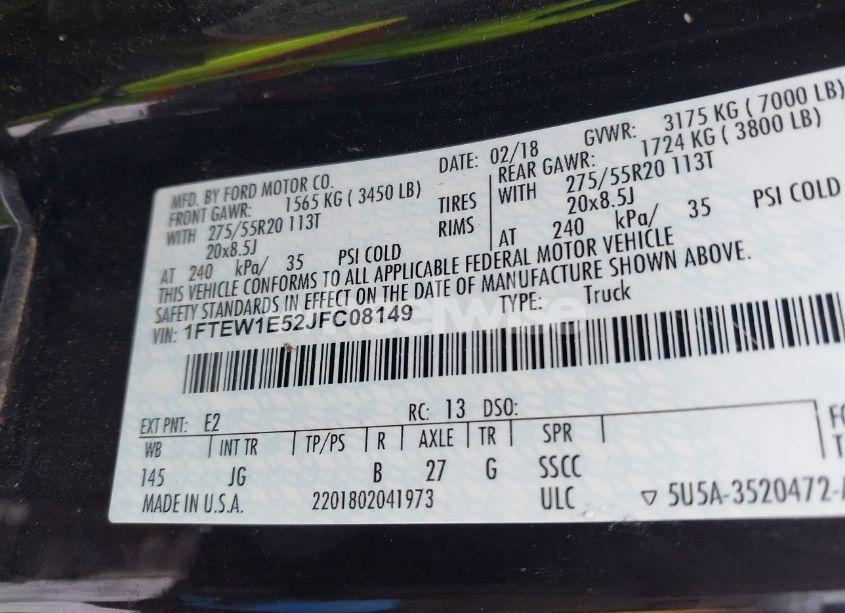 MFD. BY FORD MOTOR CO. DATE: 02/18 GVWR: 3175 KG ( 7000 LB)
FRONT GAWR: 1565 KG ( 3450 LB) REAR GAWR: 1724 KG ( 3800 LB)
WITH 275/55R20 113T TIRES WITH 275/55R20 113T
20x8.5J RIMS 20x8.5J
AT 240 kPa/ 35 PSI COLD AT 240 kPa/ 35 PSI COLD
THIS VEHICLE CONFORMS TO ALL APPLICABLE FEDERAL MOTOR VEHICLE
SAFETY STANDARDS IN EFFECT ON THE DATE OF MANUFACTURE SHOWN ABOVE.
VIN: 1FTEW1E52JFC08149 TYPE: Truck
EXT PNT: E2 RC: 13 DSO:
WB INT TR TP/PS R AXLE TR SPR
145 JG B 27 G SSCC
MADE IN U.S.A. 2201802041973 ULC ▽ 5U5A-3520472-